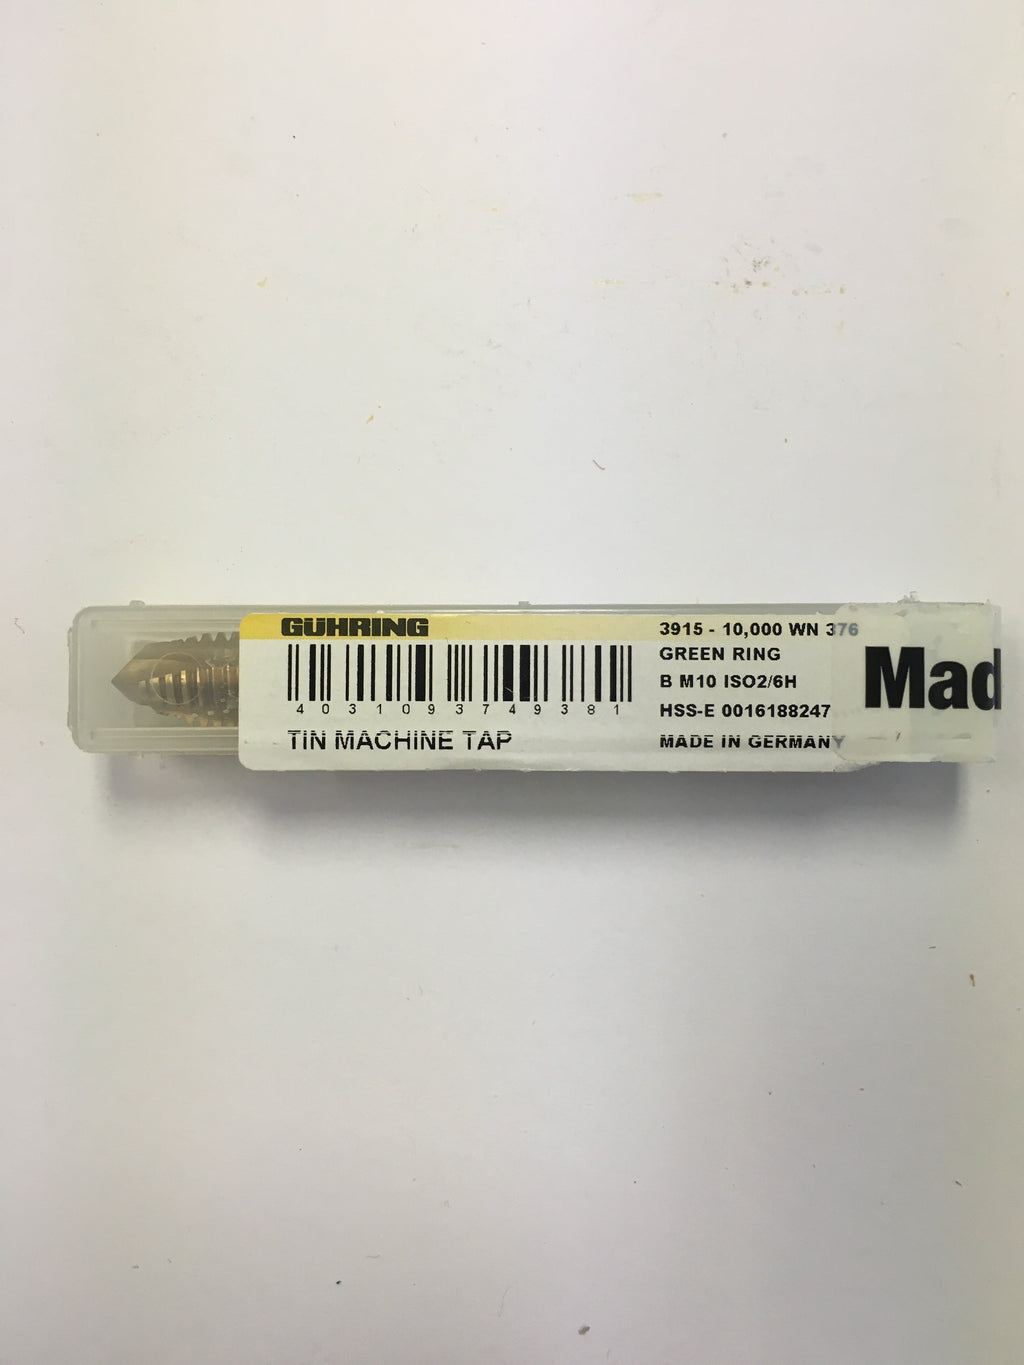 GÜHRING
4031093749381
TIN MACHINE TAP
3915 - 10,000 WN 376
GREEN RING
B M10 ISO2/6H
HSS-E 0016188247
MADE IN GERMANY
Mad